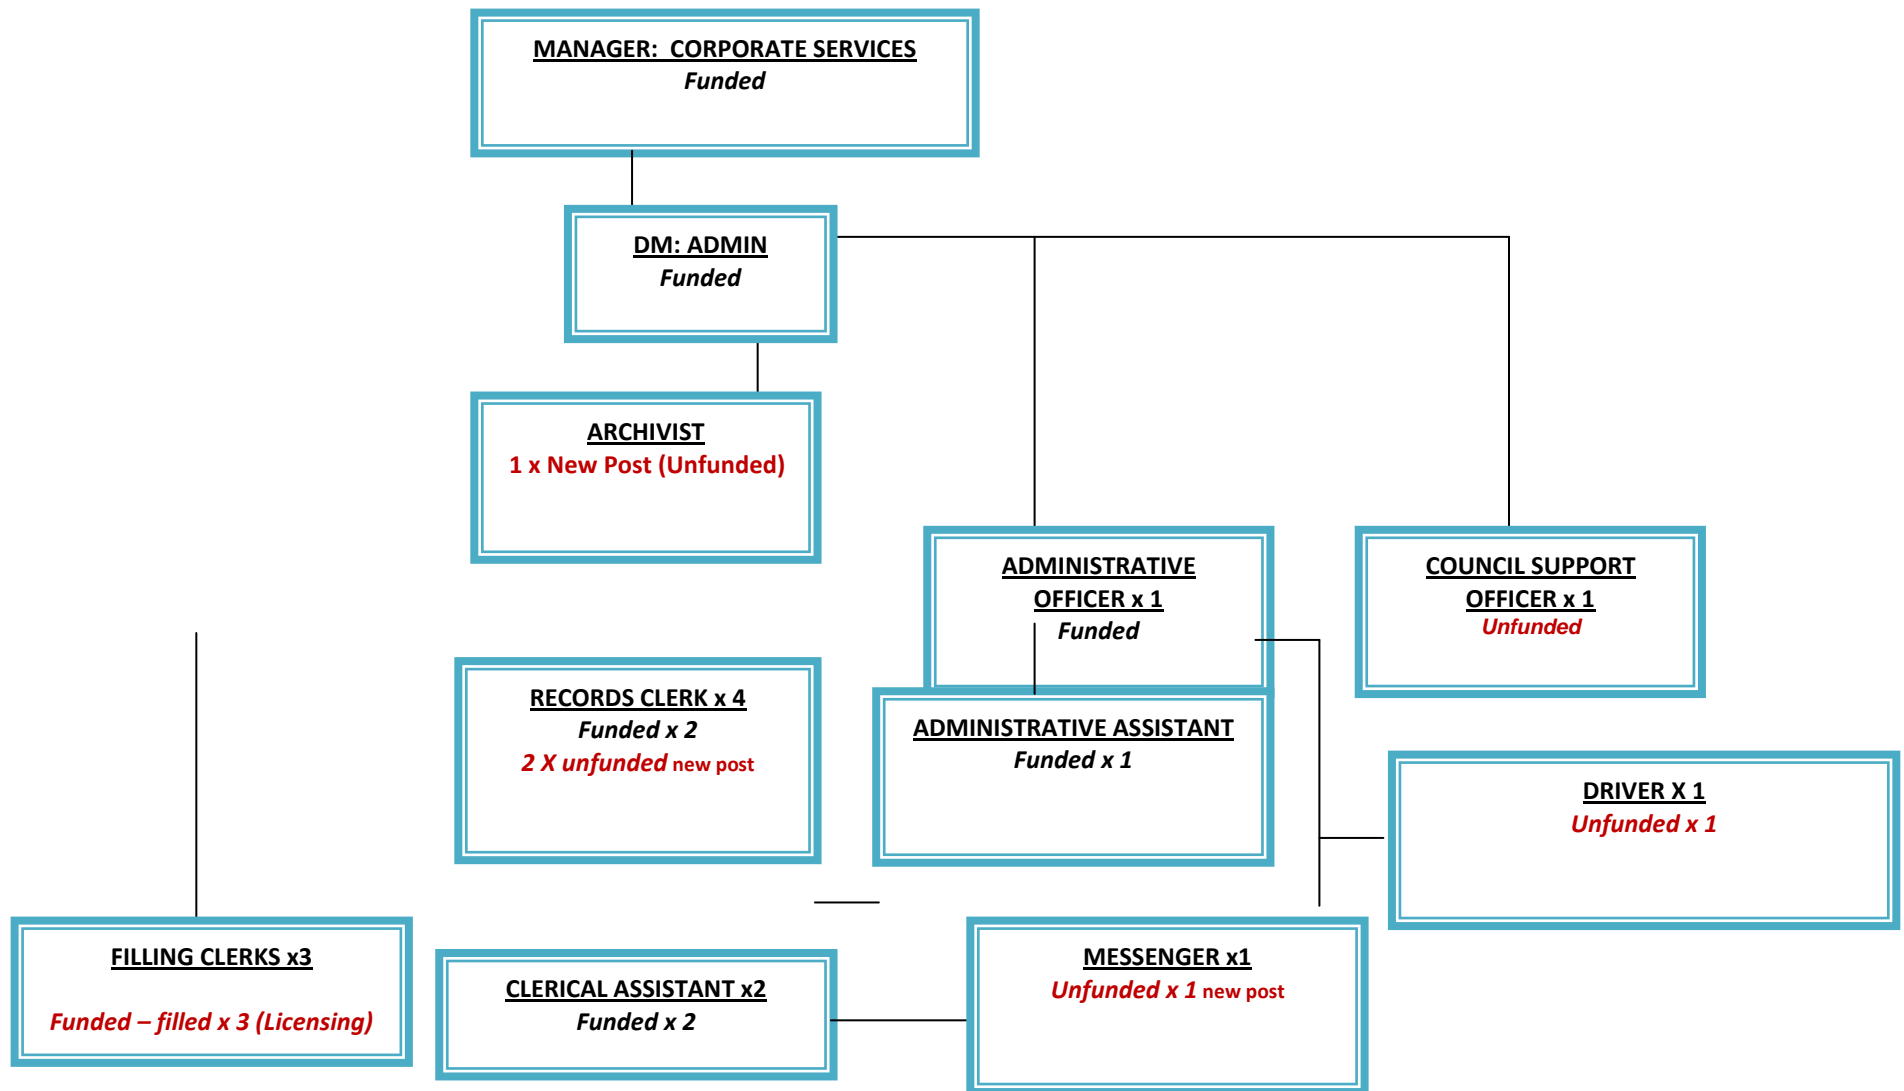 MANAGER:  CORPORATE SERVICES
Funded
DM: ADMIN
Funded
ARCHIVIST
1 x New Post (Unfunded)
ADMINISTRATIVE
OFFICER x 1
Funded
COUNCIL SUPPORT
OFFICER x 1
Unfunded
RECORDS CLERK x 4
Funded x 2
2 X unfunded new post
ADMINISTRATIVE ASSISTANT
Funded x 1
DRIVER X 1
Unfunded x 1
FILLING CLERKS x3
Funded – filled x 3 (Licensing)
CLERICAL ASSISTANT x2
Funded x 2
MESSENGER x1
Unfunded x 1 new post